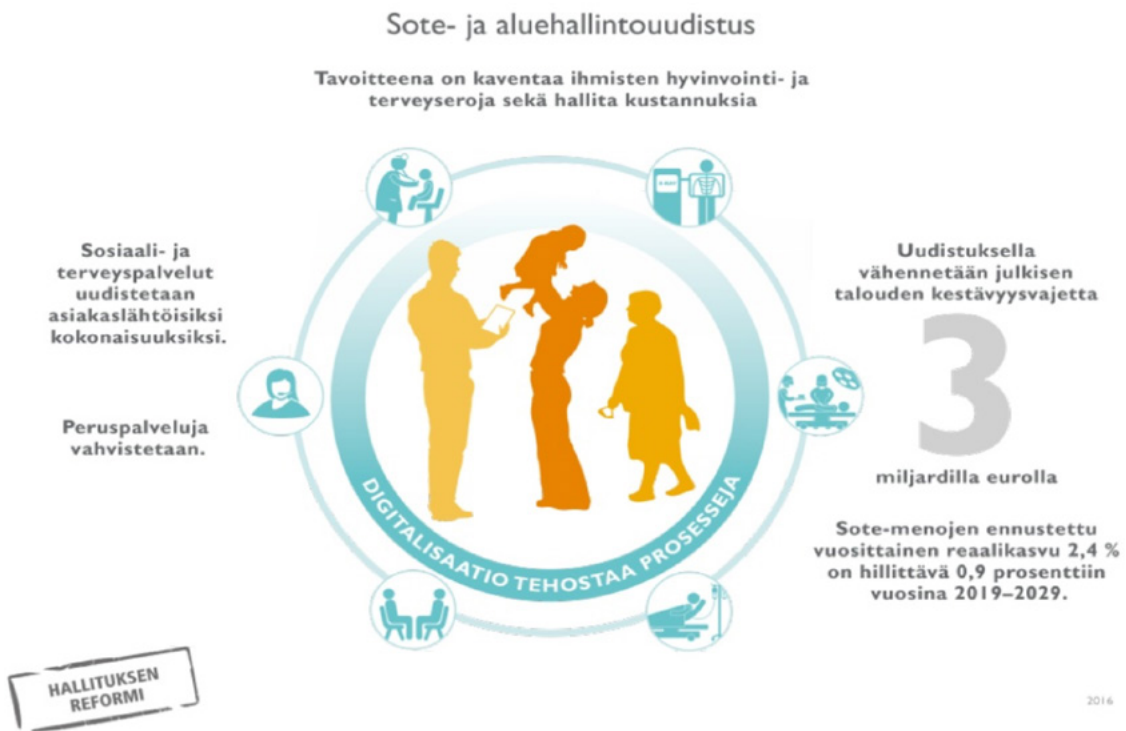 Sote- ja aluehallintouudistus
Tavoitteena on kaventaa ihmisten hyvinvointi- ja
terveyseroja sekä hallita kustannuksia
Sosiaali- ja
terveyspalvelut
uudistetaan
asiakaslähtöisiksi
kokonaisuuksiksi.
Peruspalveluja
vahvistetaan.
DIGITALISAATIO TEHOSTAA PROSESSEJA
Uudistuksella
vähennetään julkisen
talouden kestävyysvajetta
3
miljardilla eurolla
Sote-menojen ennustettu
vuosittainen reaalikasvu 2,4 %
on hillittävä 0,9 prosenttiin
vuosina 2019–2029.
HALLITUKSEN
REFORMI
2016